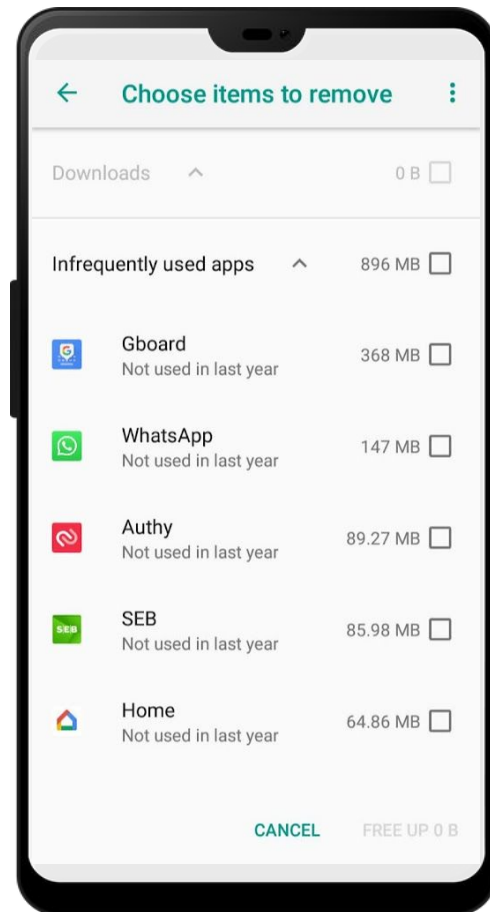 Choose items to remove
Downloads 0 B
Infrequently used apps 896 MB
Gboard
Not used in last year
368 MB
WhatsApp
Not used in last year
147 MB
Authy
Not used in last year
89.27 MB
SEB
SEB
Not used in last year
85.98 MB
Home
Not used in last year
64.86 MB
CANCEL FREE UP 0 B